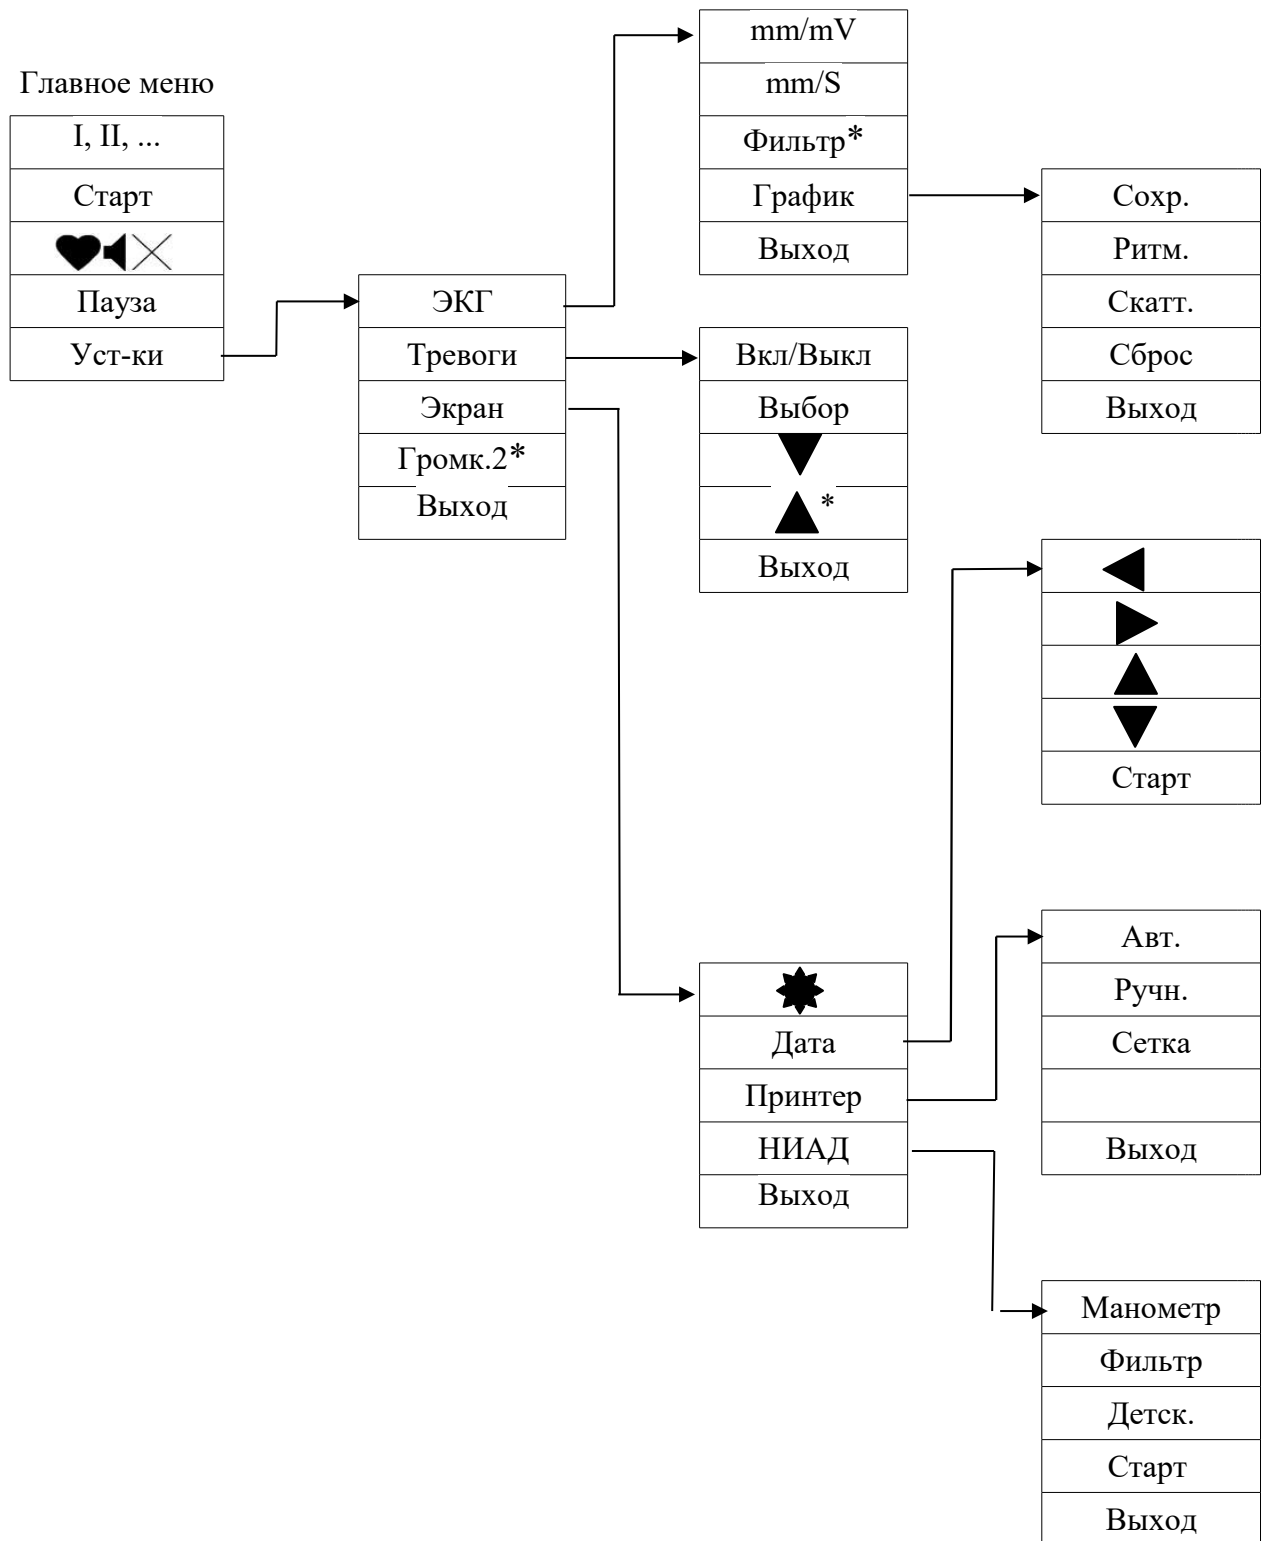 Главное меню
I, II, ...
Старт
Пауза
Уст-ки
ЭКГ
Тревоги
Экран
Громк.2*
Выход
mm/mV
mm/S
Фильтр*
График
Выход
Вкл/Выкл
Выбор
*
Выход
Дата
Принтер
НИАД
Выход
Сохр.
Ритм.
Скатт.
Сброс
Выход
Старт
Авт.
Ручн.
Сетка
Выход
Манометр
Фильтр
Детск.
Старт
Выход